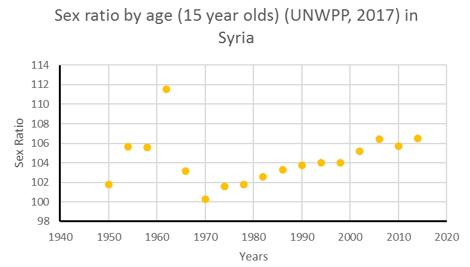 Sex ratio by age (15 year olds) (UNWPP, 2017) in
Syria
114
112
110
108
106
104
102
100
98
Sex Ratio
1940 1950 1960 1970 1980 1990 2000 2010 2020
Years